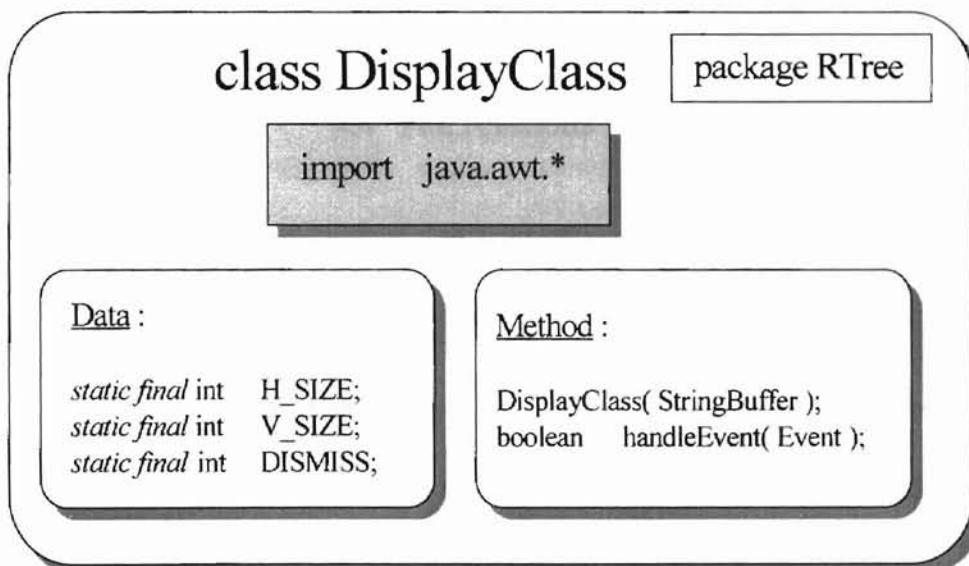 class DisplayClass
package RTree
import java.awt.*
Data :
static final int H_SIZE;
static final int V_SIZE;
static final int DISMISS;
Method :
DisplayClass( StringBuffer );
boolean handleEvent( Event );